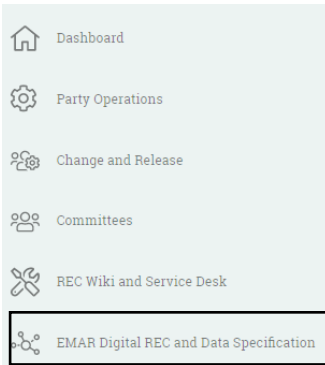 Dashboard
Party Operations
Change and Release
Committees
REC Wiki and Service Desk
EMAR Digital REC and Data Specification